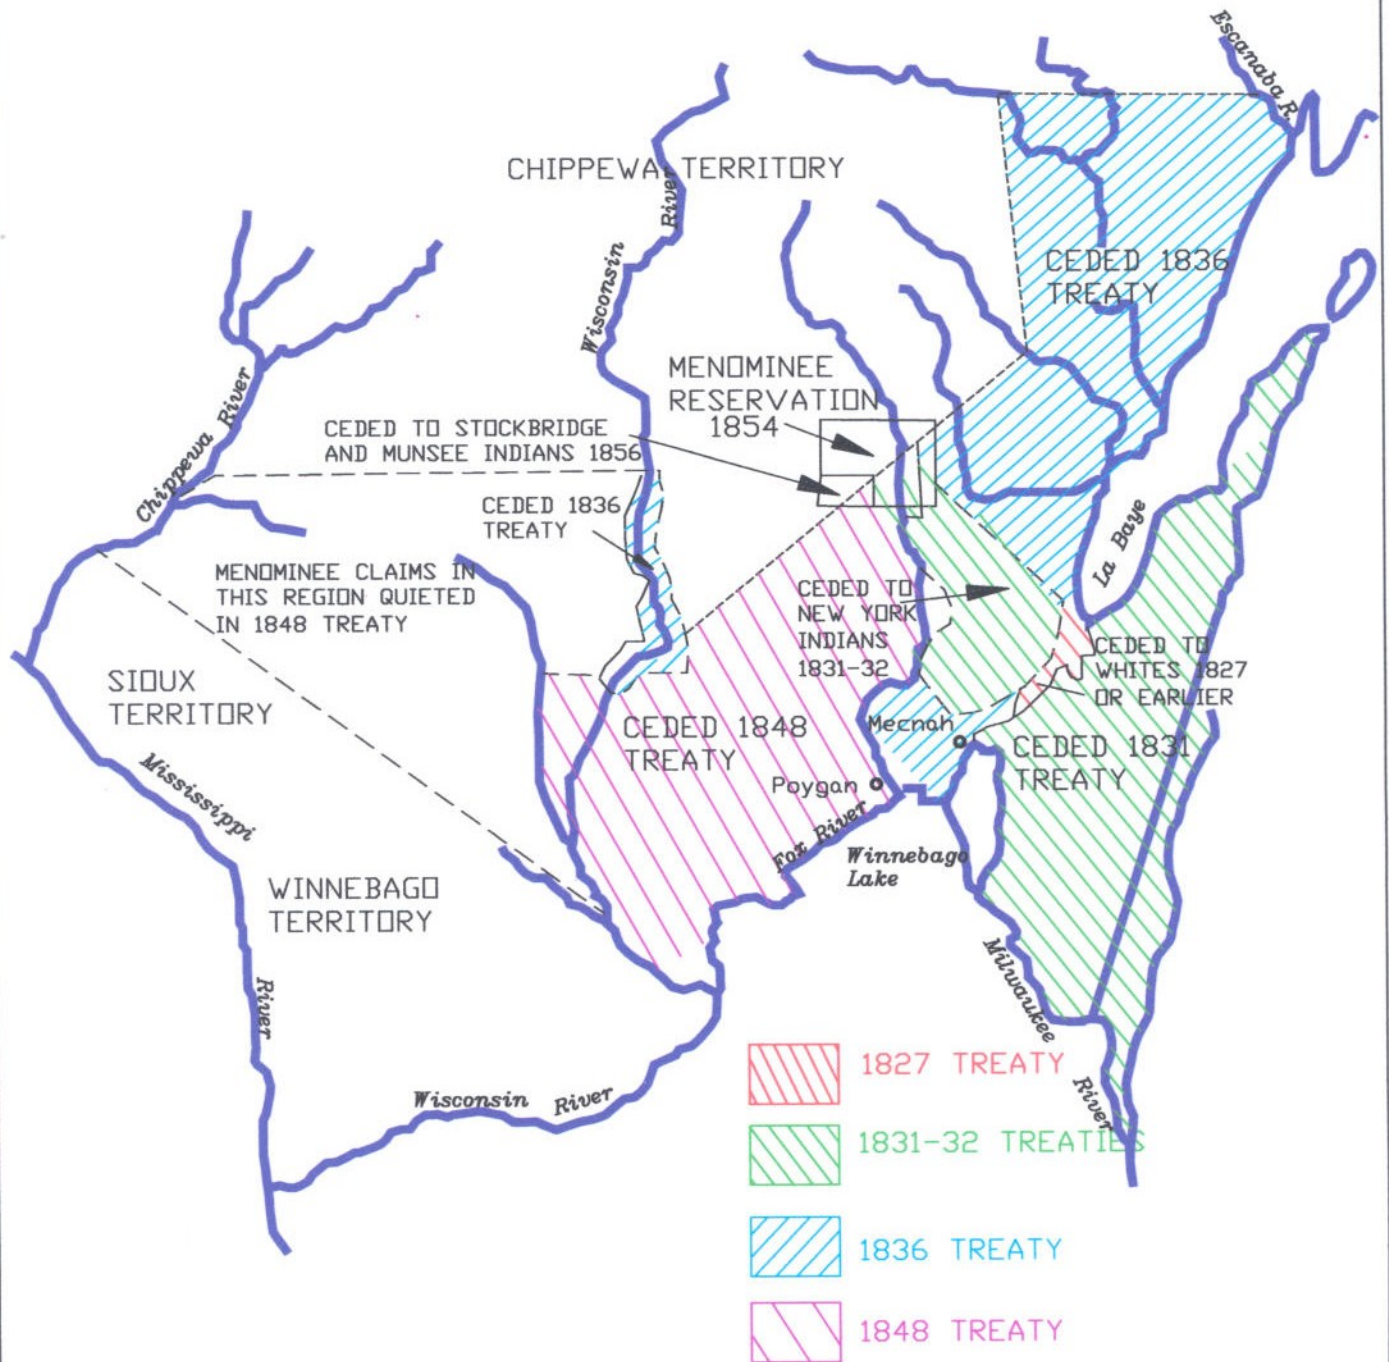 Escanaba R.
CHIPPEWA TERRITORY
Wisconsin River
CEDED 1836
TREATY
MENOMINEE
RESERVATION
1854
Chippewa River
CEDED TO STOCKBRIDGE
AND MUNSEE INDIANS 1856
CEDED 1836
TREATY
La Baye
MENOMINEE CLAIMS IN
THIS REGION QUIETED
IN 1848 TREATY
CEDED TO
NEW YORK
INDIANS
1831-32
CEDED TO
WHITES 1827
OR EARLIER
SIOUX
TERRITORY
CEDED 1848
TREATY
Mecnah
CEDED 1831
TREATY
Poygan
Mississippi
River
Fox River
Winnebago
Lake
WINNEBAGO
TERRITORY
Milwaukee
River
Wisconsin River
1827 TREATY
1831-32 TREATIES
1836 TREATY
1848 TREATY